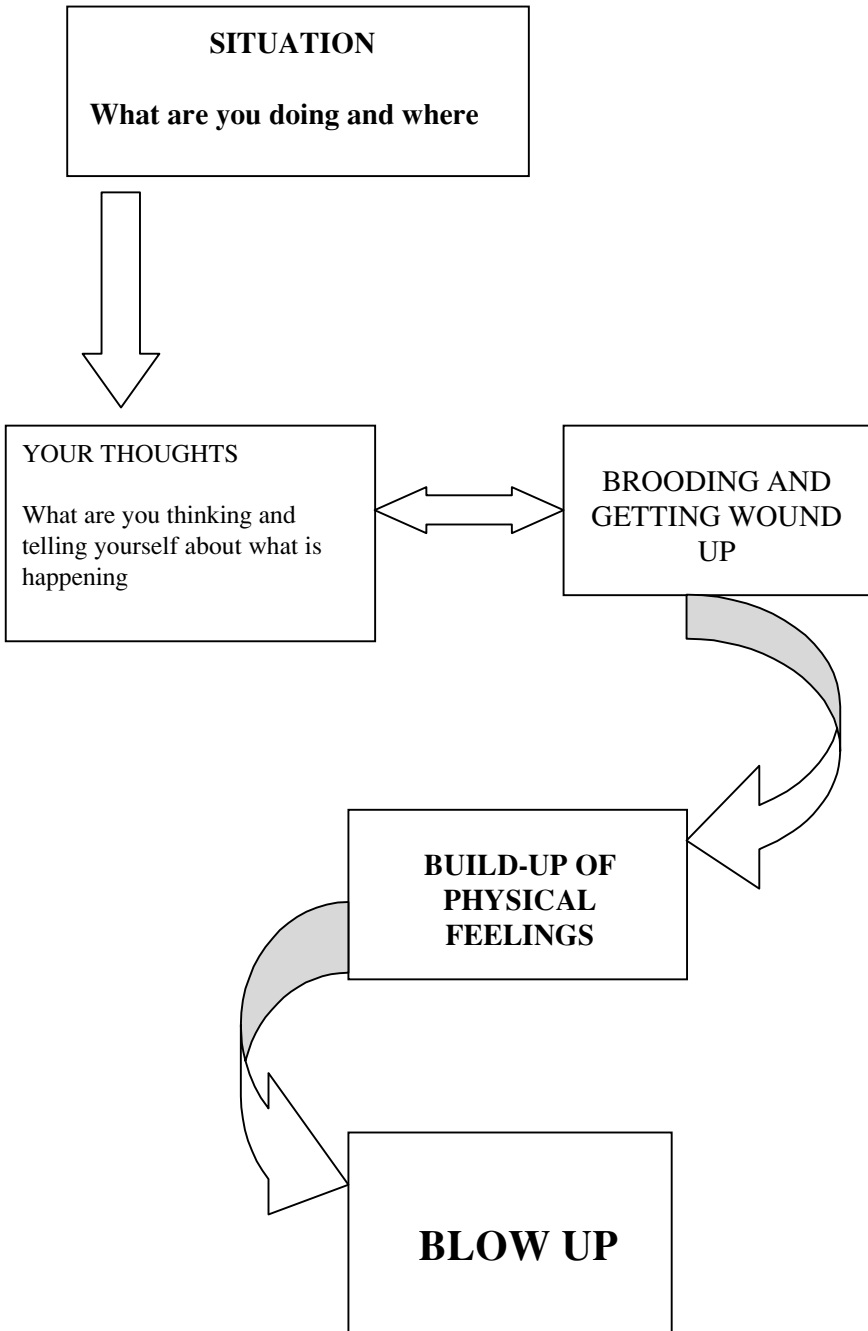 SITUATION
What are you doing and where
YOUR THOUGHTS
What are you thinking and
telling yourself about what is
happening
BROODING AND
GETTING WOUND
UP
BUILD-UP OF
PHYSICAL
FEELINGS
BLOW UP